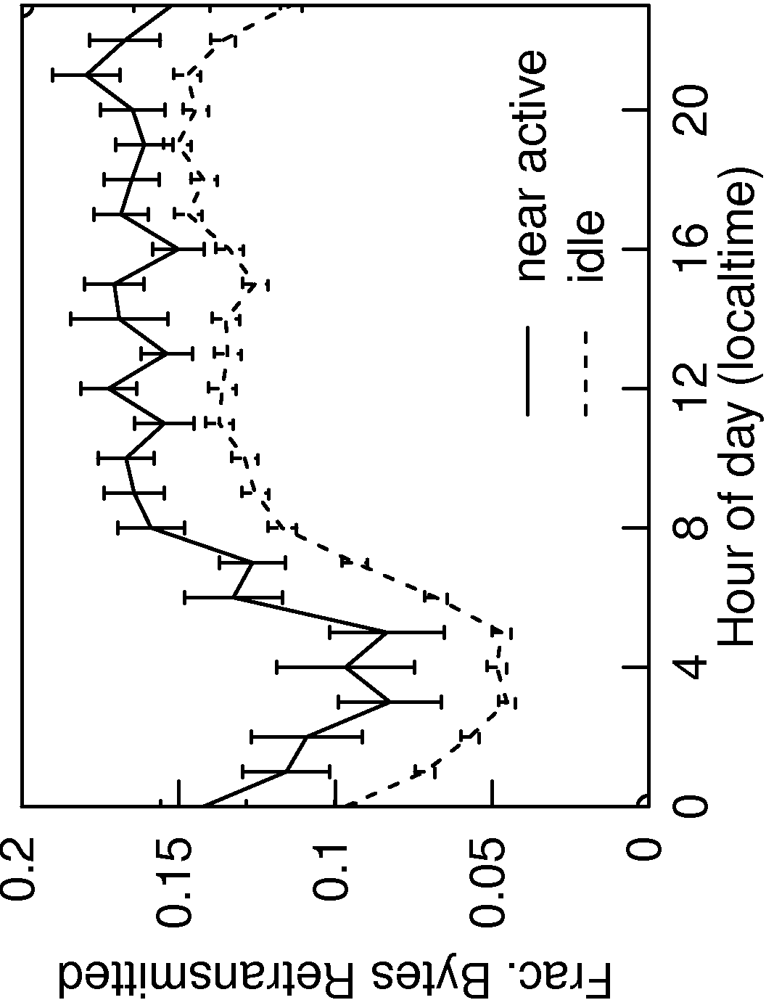 Frac. Bytes Retransmitted
0.2
0.15
0.1
0.05
0
0
4
8
12
16
20
Hour of day (localtime)
near active
idle